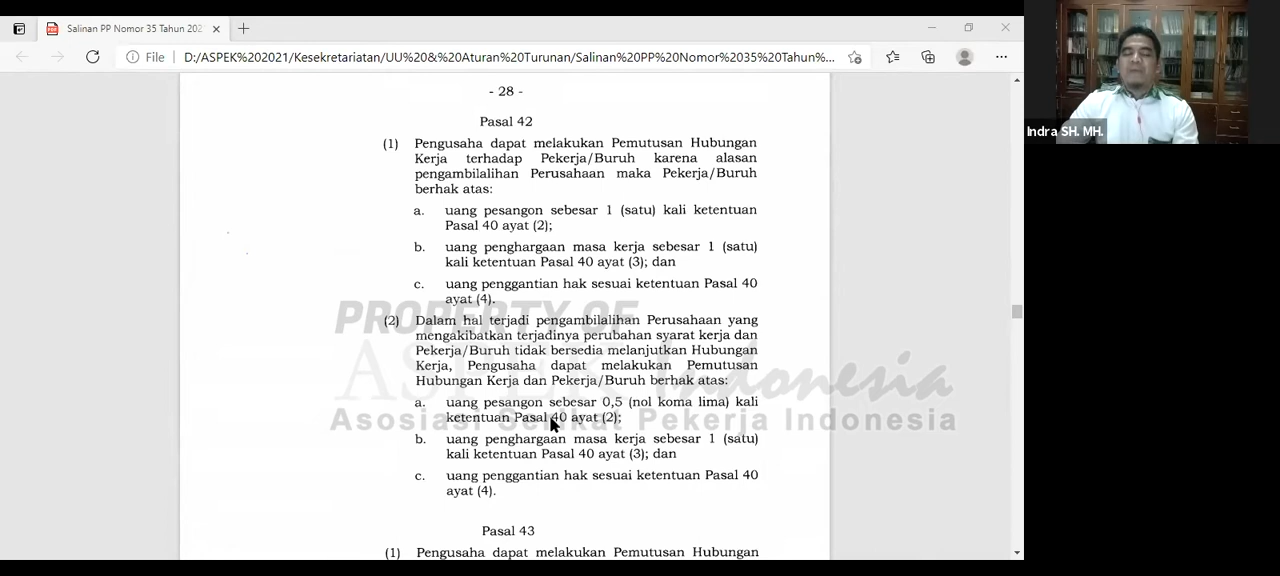 Salinan PP Nomor 35 Tahun 202
File
D:/ASPEK%202021/Kesekretariatan/UU%20&%20Aturan%20Turunan/Salinan%20PP%20Nomor%2035%20Tahun%...
- 28 -
Pasal 42
(1) Pengusaha dapat melakukan Pemutusan Hubungan
Kerja terhadap Pekerja/Buruh karena alasan
pengambilalihan Perusahaan maka Pekerja/Buruh
berhak atas:
a. uang pesangon sebesar 1 (satu) kali ketentuan
Pasal 40 ayat (2);
b. uang penghargaan masa kerja sebesar 1 (satu)
kali ketentuan Pasal 40 ayat (3); dan
c. uang penggantian hak sesuai ketentuan Pasal 40
ayat (4).
(2) Dalam hal terjadi pengambilalihan Perusahaan yang
mengakibatkan terjadinya perubahan syarat kerja dan
Pekerja/Buruh tidak bersedia melanjutkan Hubungan
Kerja, Pengusaha dapat melakukan Pemutusan
Hubungan Kerja dan Pekerja/Buruh berhak atas:
a. uang pesangon sebesar 0,5 (nol koma lima) kali
ketentuan Pasal 40 ayat (2);
b. uang penghargaan masa kerja sebesar 1 (satu)
kali ketentuan Pasal 40 ayat (3); dan
c. uang penggantian hak sesuai ketentuan Pasal 40
ayat (4).
Pasal 43
(1) Pengusaha dapat melakukan Pemutusan Hubungan
PROPERTY OF
ASPEK Indonesia
Asosiasi Serikat Pekerja Indonesia
Indra SH. MH.